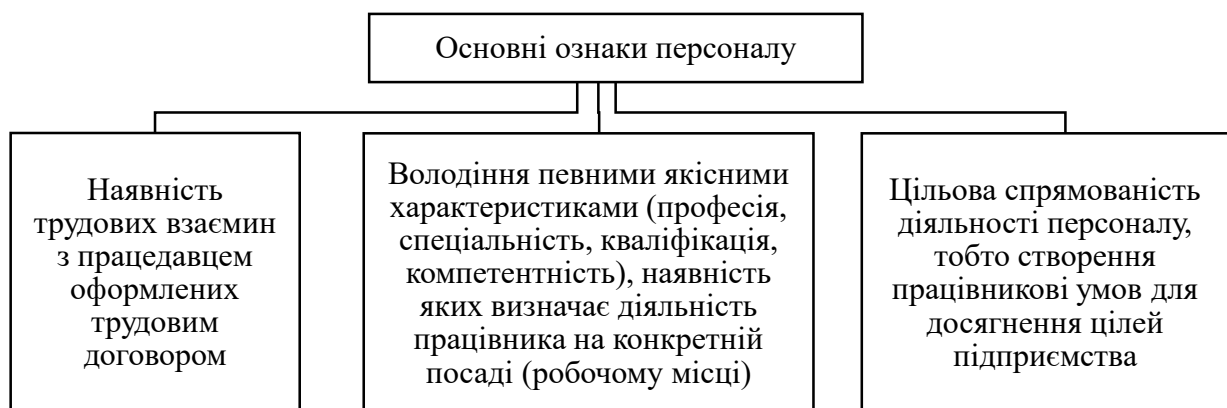 Основні ознаки персоналу
Наявність
трудових взаємин
з працедавцем
оформлених
трудовим
договором
Володіння певними якісними
характеристиками (професія,
спеціальність, кваліфікація,
компетентність), наявність
яких визначає діяльність
працівника на конкретній
посаді (робочому місці)
Цільова спрямованість
діяльності персоналу,
тобто створення
працівникові умов для
досягнення цілей
підприємства